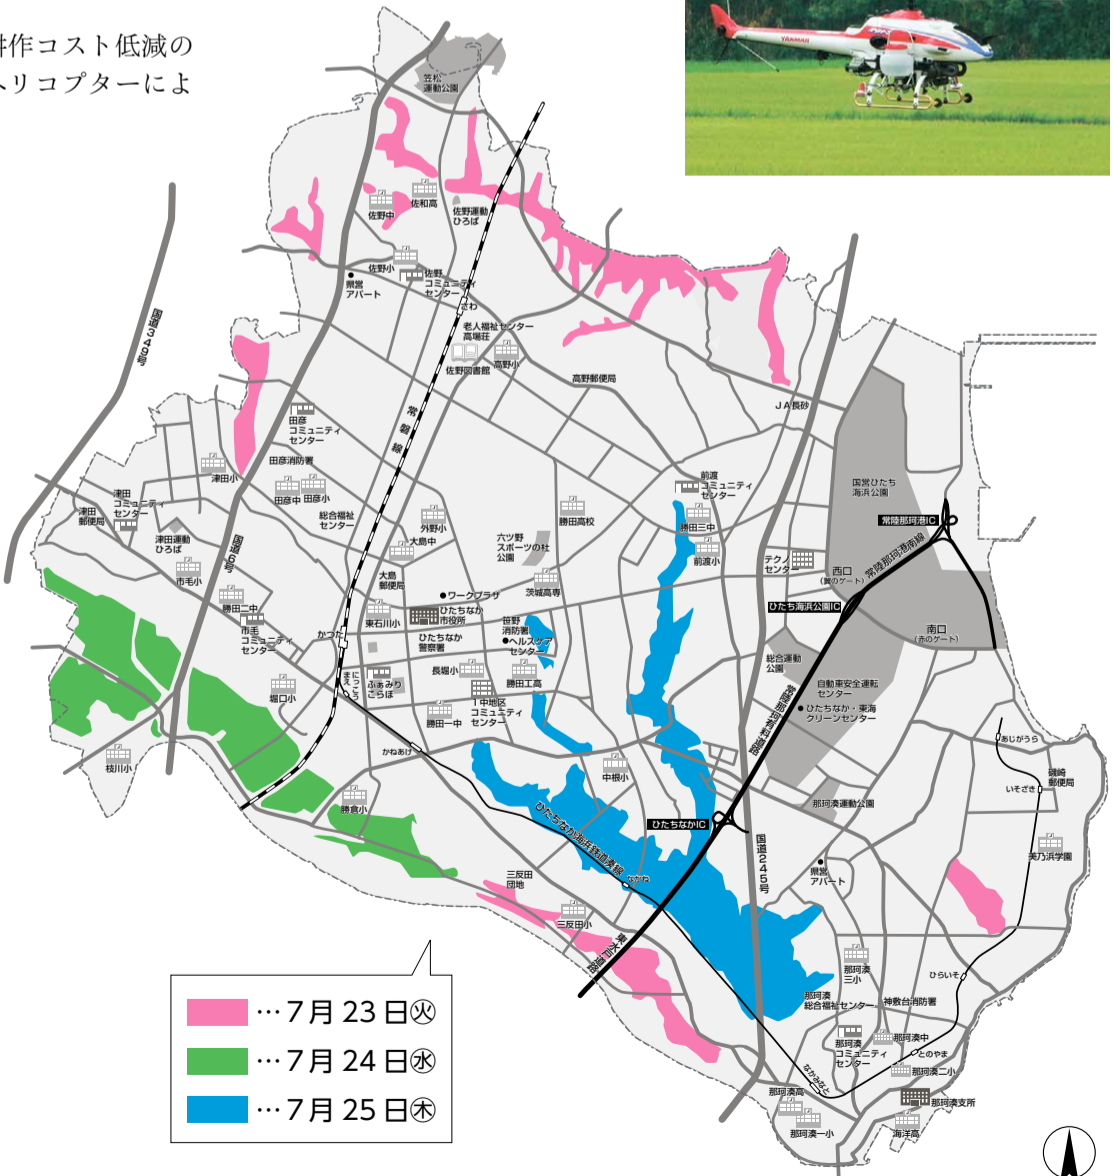 耕作コスト低減の
ヘリコプターによ
YANMAR
笠松
運動公園
佐野中
佐和高
佐野運動
ひろば
佐野小
佐野
コミュニティ
センター
県営
アパート
さわ
国道349号
老人福祉センター
高場荘
佐野図書館
高野小
高野郵便局
常磐線
JA長砂
田彦
コミュニティ
センター
田彦消防署
津田小
田彦中
田彦小
総合福祉
センター
津田
コミュニティ
センター
津田
郵便局
津田運動
ひろば
国道6号
市毛小
外野小
大島中
勝田高校
前渡
コミュニティ
センター
勝田三中
前渡小
国営ひたち
海浜公園
常陸那珂港IC
常陸那珂港南線
六ツ野
スポーツの杜
公園
テクノ
センター
西口
(翼のゲート)
ひたち海浜公園IC
南口
(赤のゲート)
大島
郵便局
ワークプラザ
茨城高専
勝田二中
市毛
コミュニティ
センター
かつた
東石川小
ひたちなか
市役所
ひたちなか
警察署
笹野
消防署
ヘルスケア
センター
総合運動
公園
自動車安全運転
センター
ひたちなか・東海
クリーンセンター
常陸那珂有料道路
堀口小
にっこう
まえ
ふぁみり
こらぼ
長堀小
勝田工高
1中地区
コミュニティ
センター
勝田一中
枝川小
かねあげ
中根小
あじがうら
磯崎
郵便局
いそざき
那珂湊運動公園
勝倉小
ひたちなか海浜鉄道湊線
ひたちなかIC
国道245号
美乃浜学園
県営
アパート
三反田
団地
なかね
三反田小
東水戸道路
那珂湊
三小
ひらいそ
那珂湊
総合福祉センター
神敷台消防署
那珂湊
コミュニティ
センター
那珂湊中
とのやま
那珂湊二小
なかみなと
那珂湊高
那珂湊支所
那珂湊一小
海洋高
…7月23日㊋
…7月24日㊌
…7月25日㊍